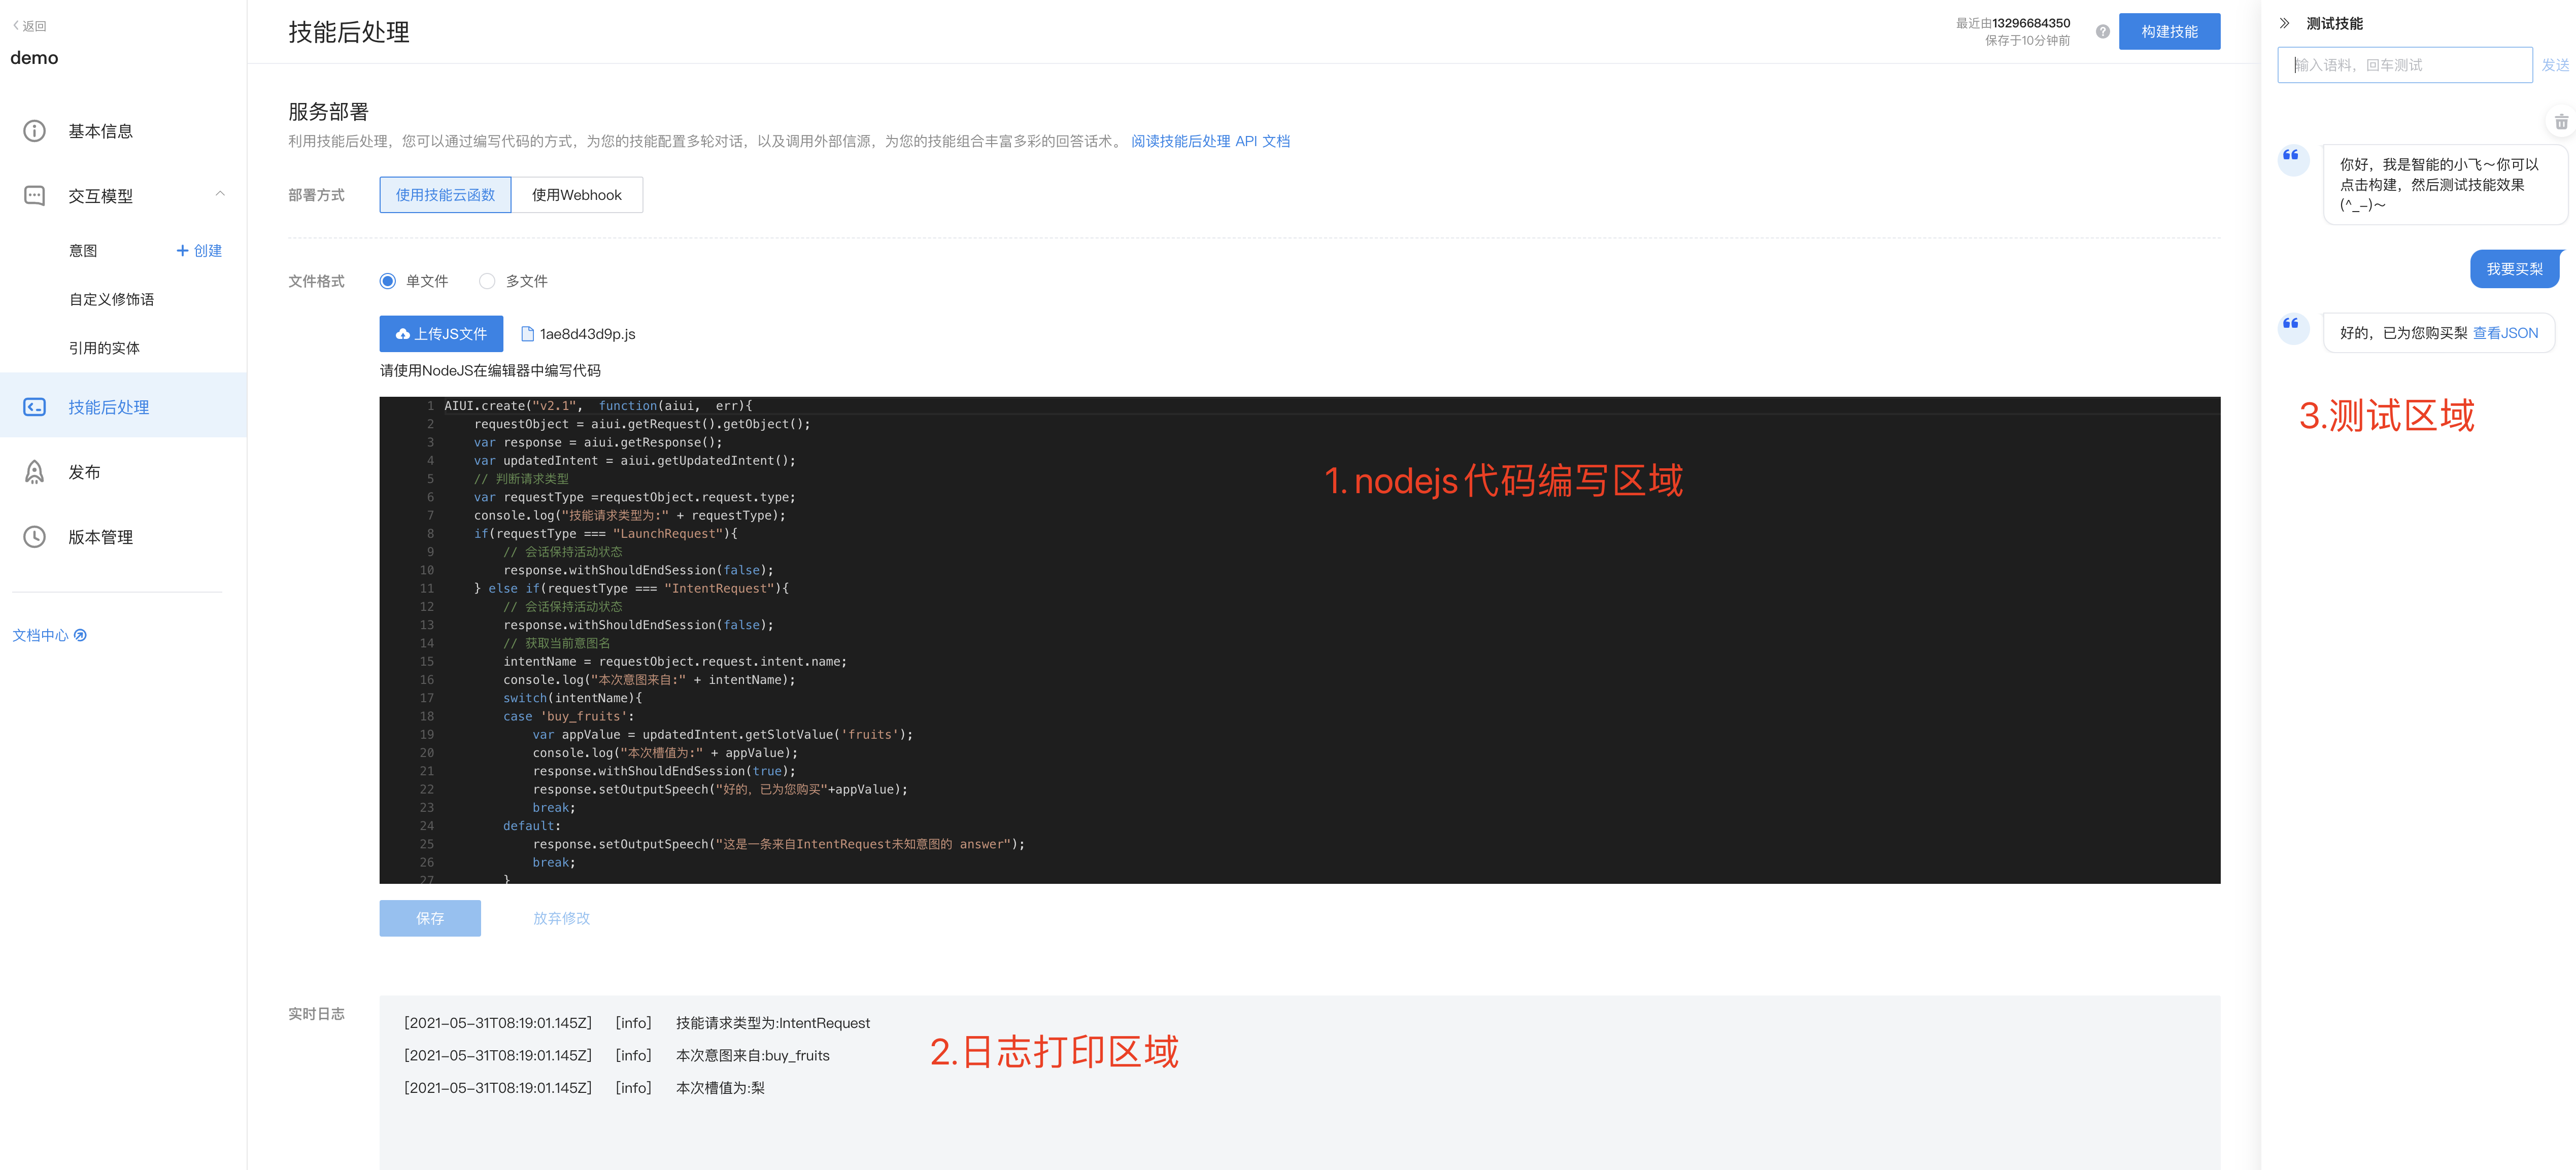 返回
demo
基本信息
交互模型
意图
创建
自定义修饰语
引用的实体
技能后处理
发布
版本管理
文档中心
技能后处理
最近由13296684350
保存于10分钟前
?
构建技能
服务部署
利用技能后处理，您可以通过编写代码的方式，为您的技能配置多轮对话，以及调用外部信源，为您的技能组合丰富多彩的回答话术。 阅读技能后处理 API 文档
部署方式
使用技能云函数
使用Webhook
文件格式
单文件
多文件
上传JS文件
1ae8d43d9p.js
请使用NodeJS在编辑器中编写代码
1 AIUI.create("v2.1",  function(aiui,  err){
2     requestObject = aiui.getRequest().getObject();
3     var response = aiui.getResponse();
4     var updatedIntent = aiui.getUpdatedIntent();
5     // 判断请求类型
6     var requestType =requestObject.request.type;
7     console.log("技能请求类型为:" + requestType);
8     if(requestType === "LaunchRequest"){
9         // 会话保持活动状态
10         response.withShouldEndSession(false);
11     } else if(requestType === "IntentRequest"){
12         // 会话保持活动状态
13         response.withShouldEndSession(false);
14         // 获取当前意图名
15         intentName = requestObject.request.intent.name;
16         console.log("本次意图来自:" + intentName);
17         switch(intentName){
18         case 'buy_fruits':
19             var appValue = updatedIntent.getSlotValue('fruits');
20             console.log("本次槽值为:" + appValue);
21             response.withShouldEndSession(true);
22             response.setOutputSpeech("好的，已为您购买"+appValue);
23             break;
24         default:
25             response.setOutputSpeech("这是一条来自IntentRequest未知意图的 answer");
26             break;
27         }
1.nodejs代码编写区域
保存
放弃修改
实时日志
[2021-05-31T08:19:01.145Z] [info] 技能请求类型为:IntentRequest
[2021-05-31T08:19:01.145Z] [info] 本次意图来自:buy_fruits
[2021-05-31T08:19:01.145Z] [info] 本次槽值为:梨
2.日志打印区域
测试技能
输入语料，回车测试
发送
你好，我是智能的小飞～你可以
点击构建，然后测试技能效果
(^_−)～
我要买梨
好的，已为您购买梨 查看JSON
3.测试区域